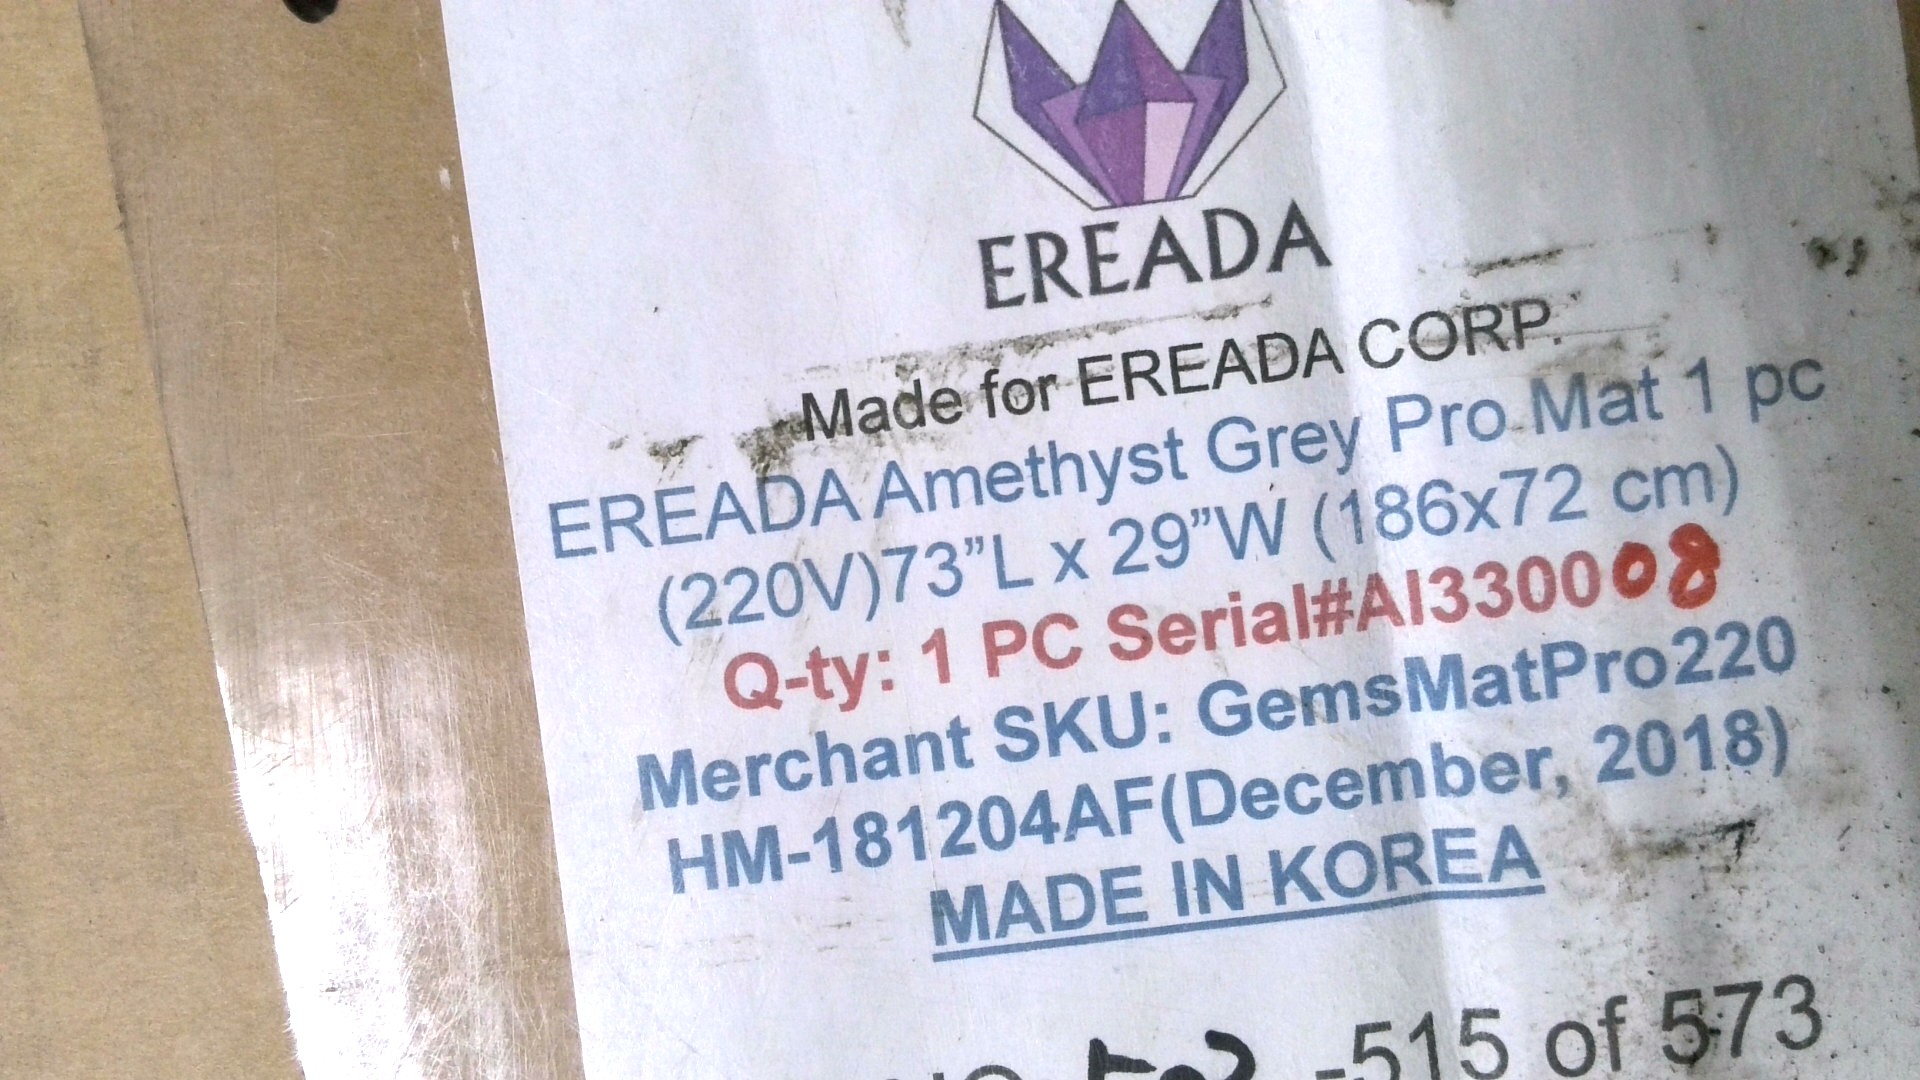 EREADA
Made for EREADA CORP.
EREADA Amethyst Grey Pro Mat 1 pc
(220V)73”L x 29”W (186x72 cm)
Q-ty: 1 PC Serial#AI330008
Merchant SKU: GemsMatPro220
HM-181204AF(December, 2018)
MADE IN KOREA
-515 of 573